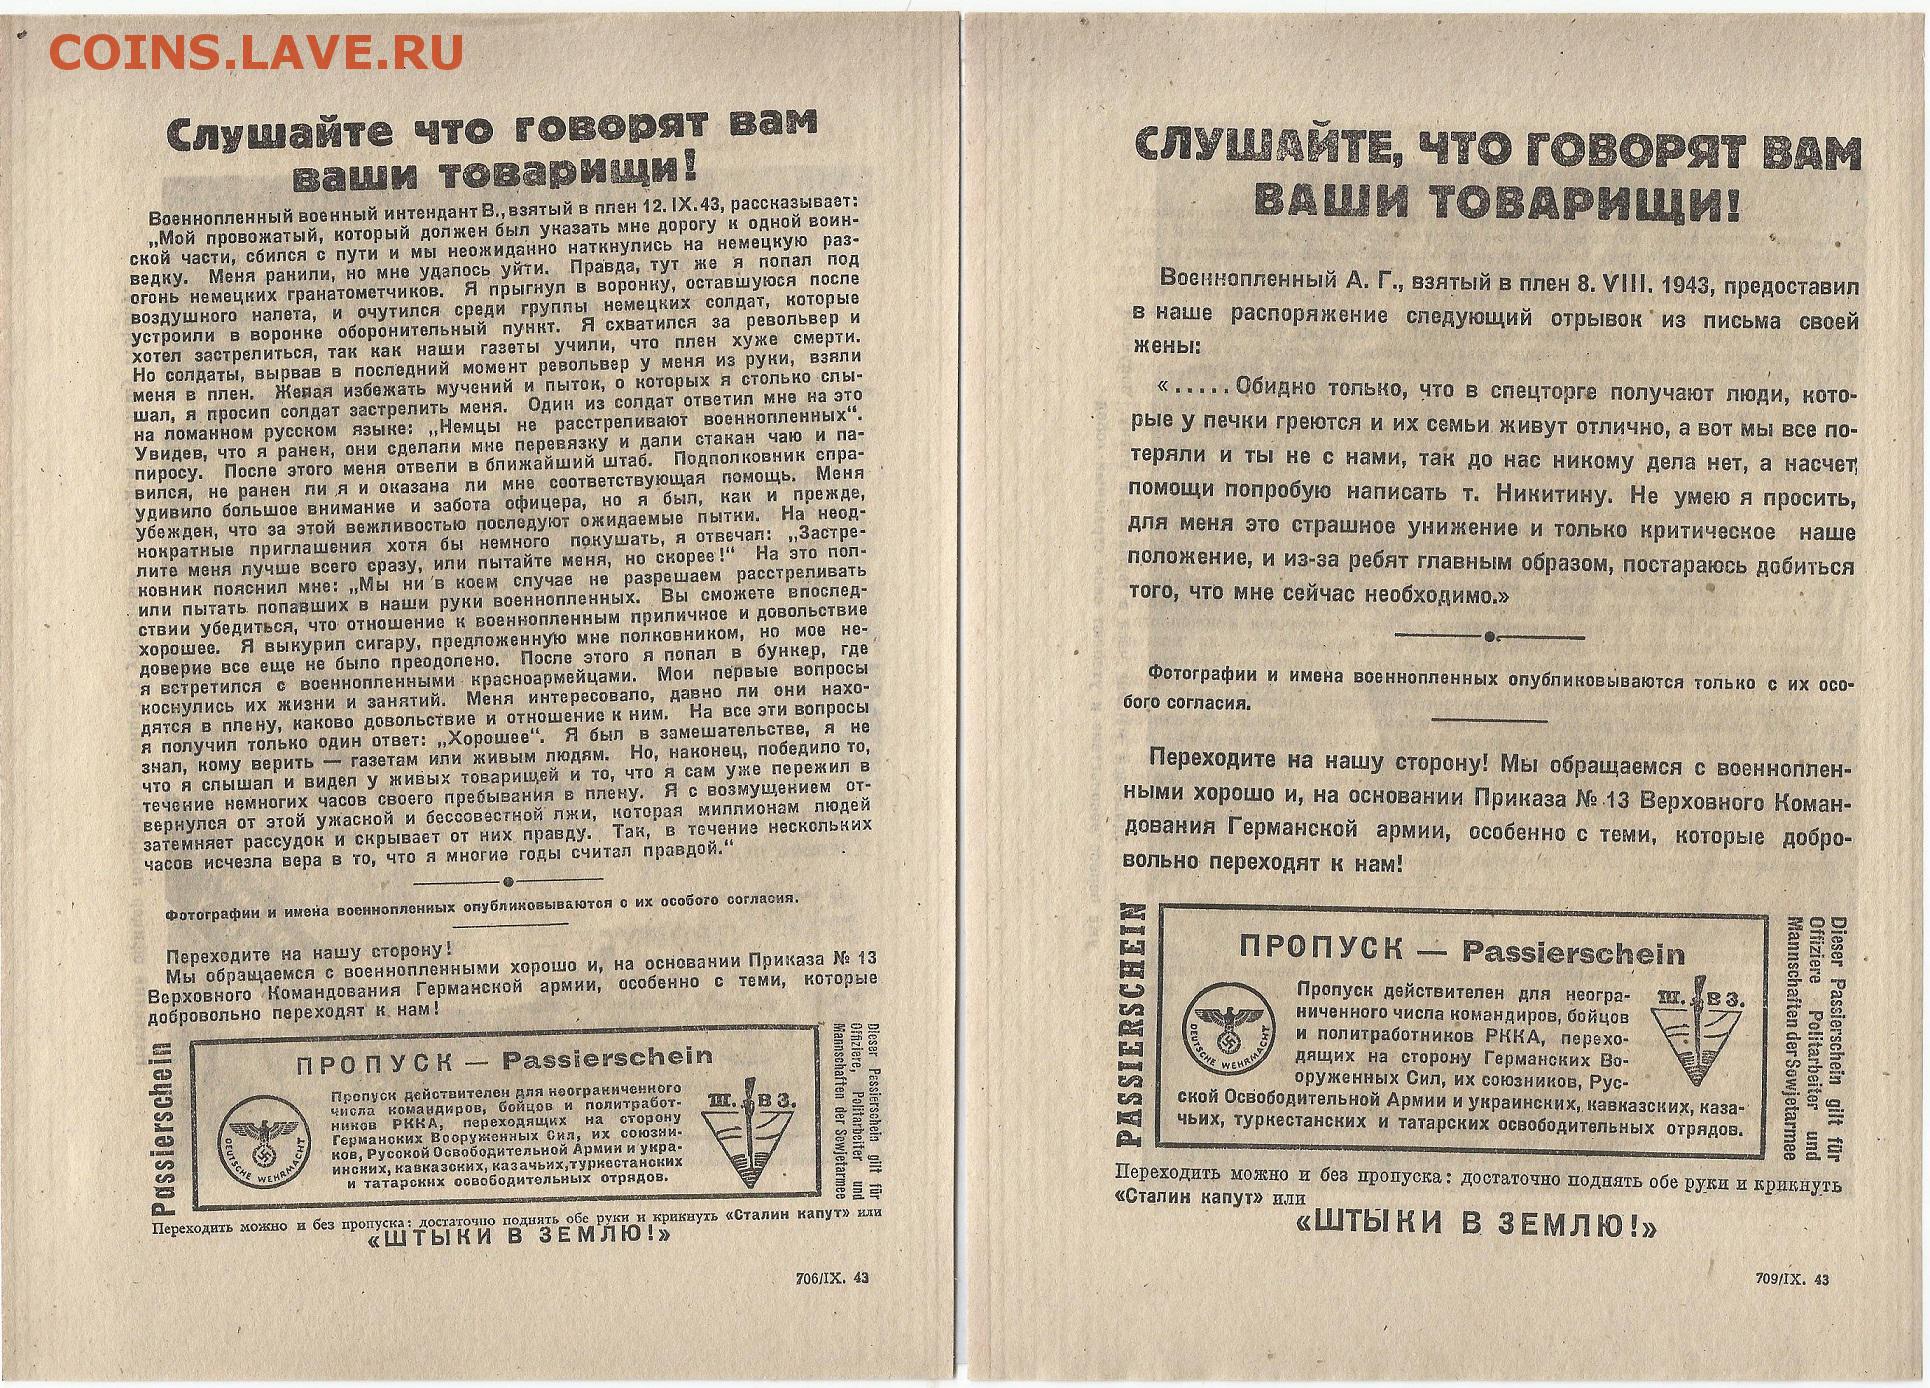 COINS.LAVE.RU
Слушайте что говорят вам
ваши товарищи!
Военнопленный военный интендант В., взятый в плен 12. IX. 43, рассказывает:
„Мой провожатый, который должен был указать мне дорогу к одной воин-
ской части, сбился с пути и мы неожиданно наткнулись на немецкую раз-
ведку. Меня ранили, но мне удалось уйти. Правда, тут же я попал под
огонь немецких гранатометчиков. Я прыгнул в воронку, оставшуюся после
воздушного налета, и очутился среди группы немецких солдат, которые
устроили в воронке оборонительный пункт. Я схватился за револьвер и
хотел застрелиться, так как наши газеты учили, что плен хуже смерти.
Но солдаты, вырвав в последний момент револьвер у меня из руки, взяли
меня в плен. Желая избежать мучений и пыток, о которых я столько слы-
шал, я просил солдат застрелить меня. Один из солдат ответил мне на это
на ломанном русском языке: „Немцы не расстреливают военнопленных“.
Увидев, что я ранен, они сделали мне перевязку и дали стакан чаю и па-
пиросу. После этого меня отвели в ближайший штаб. Подполковник спра-
вился, не ранен ли я и оказана ли мне соответствующая помощь. Меня
удивило большое внимание и забота офицера, но я был, как и прежде,
убежден, что за этой вежливостью последуют ожидаемые пытки. На неод-
нократные приглашения хотя бы немного покушать, я отвечал: „Застре-
лите меня лучше всего сразу, или пытайте меня, но скорее!“ На это пол-
ковник пояснил мне: „Мы ни в коем случае не разрешаем расстреливать
или пытать попавших в наши руки военнопленных. Вы сможете впослед-
ствии убедиться, что отношение к военнопленным приличное и довольствие
хорошее. Я выкурил сигару, предложенную мне полковником, но мое не-
доверие все еще не было преодолено. После этого я попал в бункер, где
я встретился с военнопленными красноармейцами. Мои первые вопросы
коснулись их жизни и занятий. Меня интересовало, давно ли они нахо-
дятся в плену, каково довольствие и отношение к ним. На все эти вопросы
я получил только один ответ: „Хорошее“. Я был в замешательстве, я не
знал, кому верить — газетам или живым людям. Но, наконец, победило то,
что я слышал и видел у живых товарищей и то, что я сам уже пережил в
течение немногих часов своего пребывания в плену. Я с возмущением от-
вернулся от этой ужасной и бессовестной лжи, которая миллионам людей
затемняет рассудок и скрывает от них правду. Так, в течение нескольких
часов исчезла вера в то, что я многие годы считал правдой.“
Фотографии и имена военнопленных опубликовываются с их особого согласия.
Переходите на нашу сторону!
Мы обращаемся с военнопленными хорошо и, на основании Приказа № 13
Верховного Командования Германской армии, особенно с теми, которые
добровольно переходят к нам!
Passierschein
ПРОПУСК — Passierschein
Пропуск действителен для неограниченного
числа командиров, бойцов и политработ-
ников РККА, переходящих на сторону
Германских Вооруженных Сил, их союзни-
ков, Русской Освободительной Армии и укра-
инских, кавказских, казачьих, туркестанских
и татарских освободительных отрядов.
DEUTSCHE WEHRMACHT
Ш. В З.
Dieser Passierschein gilt für
Offiziere, Politarbeiter und
Mannschaften der Sowjetarmee
Переходить можно и без пропуска: достаточно поднять обе руки и крикнуть «Сталин капут» или
«ШТЫКИ В ЗЕМЛЮ!»
706/IX. 43
СЛУШАЙТЕ, ЧТО ГОВОРЯТ ВАМ
ВАШИ ТОВАРИЩИ!
Военнопленный А. Г., взятый в плен 8. VIII. 1943, предоставил
в наше распоряжение следующий отрывок из письма своей
жены:
«.....Обидно только, что в спецторге получают люди, кото-
рые у печки греются и их семьи живут отлично, а вот мы все по-
теряли и ты не с нами, так до нас никому дела нет, а насчет
помощи попробую написать т. Никитину. Не умею я просить,
для меня это страшное унижение и только критическое наше
положение, и из-за ребят главным образом, постараюсь добиться
того, что мне сейчас необходимо.»
Фотографии и имена военнопленных опубликовываются только с их осо-
бого согласия.
Переходите на нашу сторону! Мы обращаемся с военноплен-
ными хорошо и, на основании Приказа № 13 Верховного Коман-
дования Германской армии, особенно с теми, которые добро-
вольно переходят к нам!
PASSIERSCHEIN
ПРОПУСК — Passierschein
Пропуск действителен для неогра-
ниченного числа командиров, бойцов
и политработников РККА, перехо-
дящих на сторону Германских Во-
оруженных Сил, их союзников, Рус-
ской Освободительной Армии и украинских, кавказских, каза-
чьих, туркестанских и татарских освободительных отрядов.
DEUTSCHE WEHRMACHT
Ш. В З.
Dieser Passierschein gilt für
Offiziere Politarbeiter und
Mannschaften der Sowjetarmee
Переходить можно и без пропуска: достаточно поднять обе руки и крикнуть
«Сталин капут» или
«ШТЫКИ В ЗЕМЛЮ!»
709/IX. 43